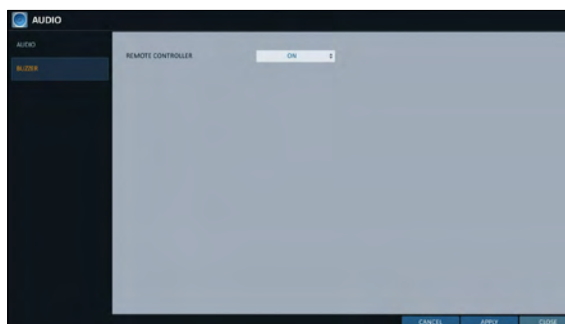 AUDIO
AUDIO
REMOTE CONTROLLER ON
BUZZER
CANCEL APPLY CLOSE